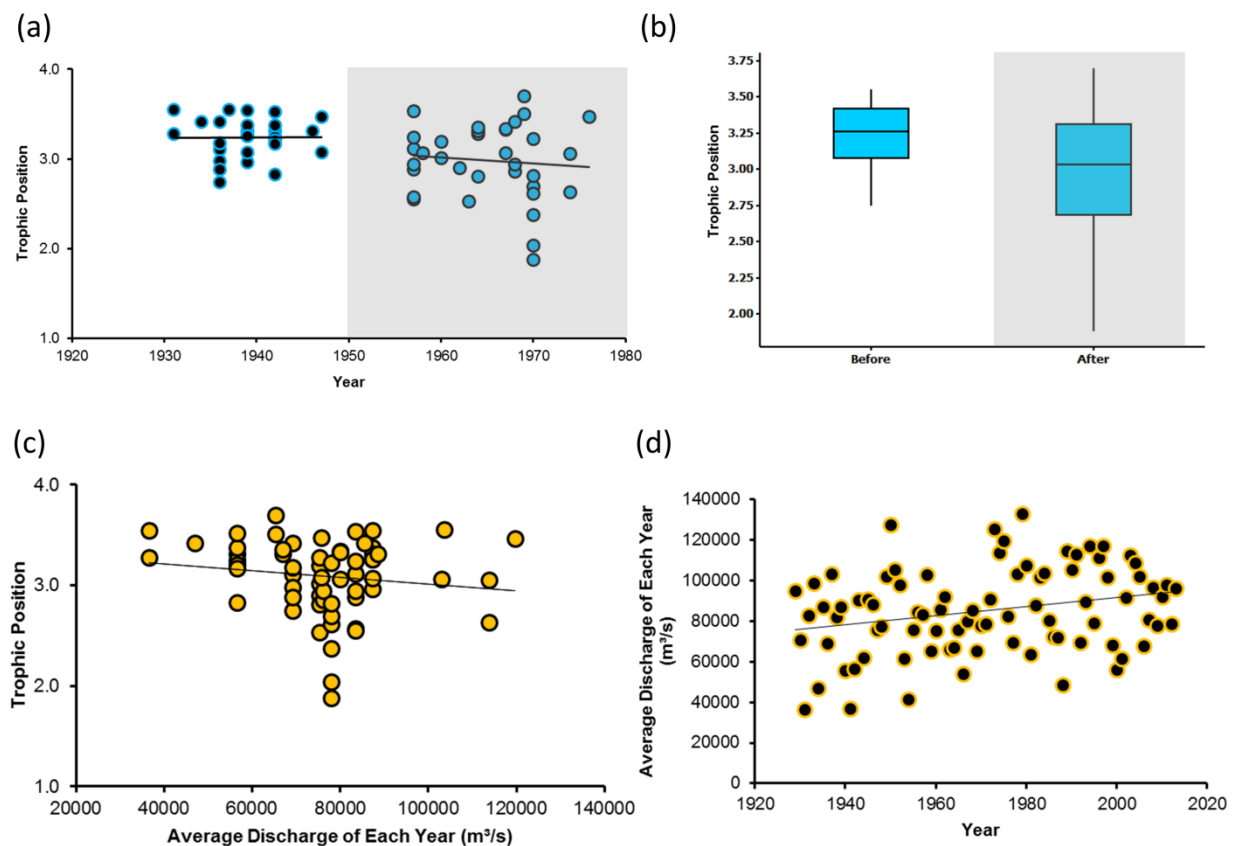 (a)
4.0
3.0
2.0
1.0
Trophic Position
1920 1930 1940 1950 1960 1970 1980
Year
(b)
3.75
3.50
3.25
3.00
2.75
2.50
2.25
2.00
Trophic Position
Before After
(c)
4.0
3.0
2.0
1.0
Trophic Position
20000 40000 60000 80000 100000 120000 140000
Average Discharge of Each Year (m³/s)
(d)
140000
120000
100000
80000
60000
40000
20000
0
Average Discharge of Each Year
(m³/s)
1920 1940 1960 1980 2000 2020
Year